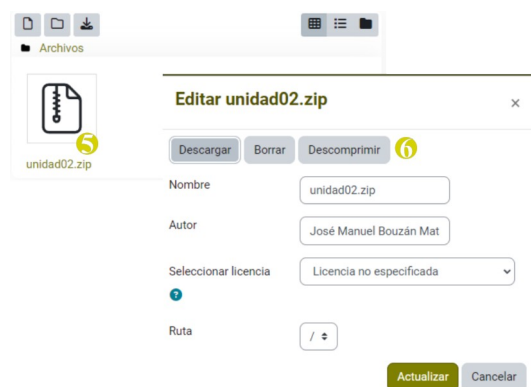 Archivos
unidad02.zip
5
Editar unidad02.zip
×
Descargar
Borrar
Descomprimir
6
Nombre
unidad02.zip
Autor
José Manuel Bouzán Mat
Seleccionar licencia
Licencia no especificada
?
Ruta
/
Actualizar
Cancelar